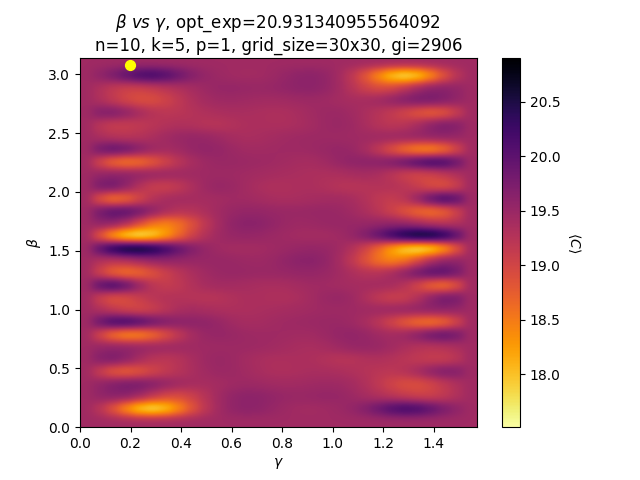 β vs γ, opt_exp=20.931340955564092
n=10, k=5, p=1, grid_size=30x30, gi=2906
3.0
2.5
2.0
1.5
1.0
0.5
0.0
β
0.0 0.2 0.4 0.6 0.8 1.0 1.2 1.4
γ
20.5
20.0
19.5
19.0
18.5
18.0
⟨C⟩